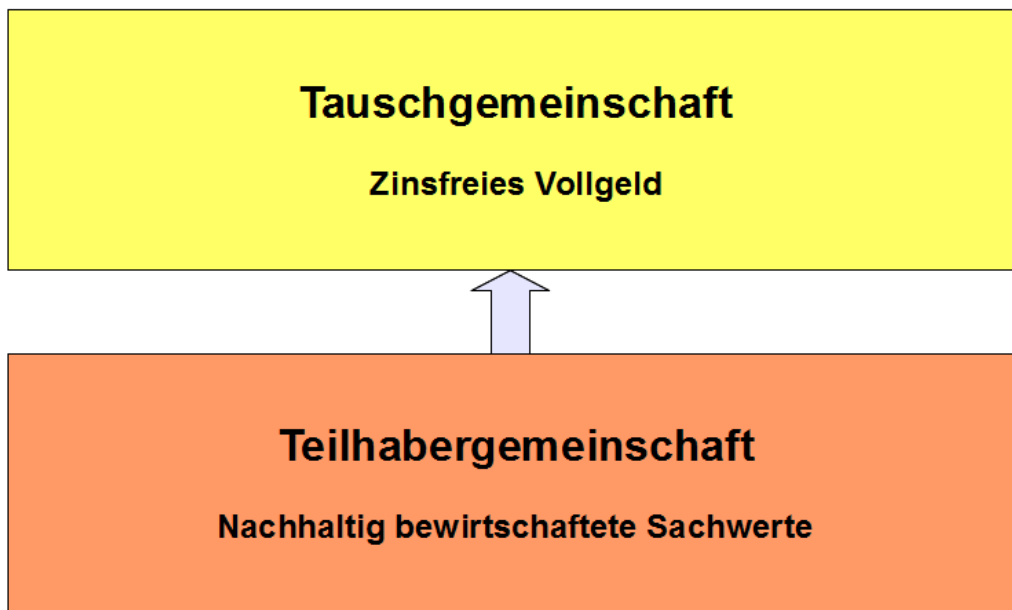 Tauschgemeinschaft
Zinsfreies Vollgeld
Teilhabergemeinschaft
Nachhaltig bewirtschaftete Sachwerte